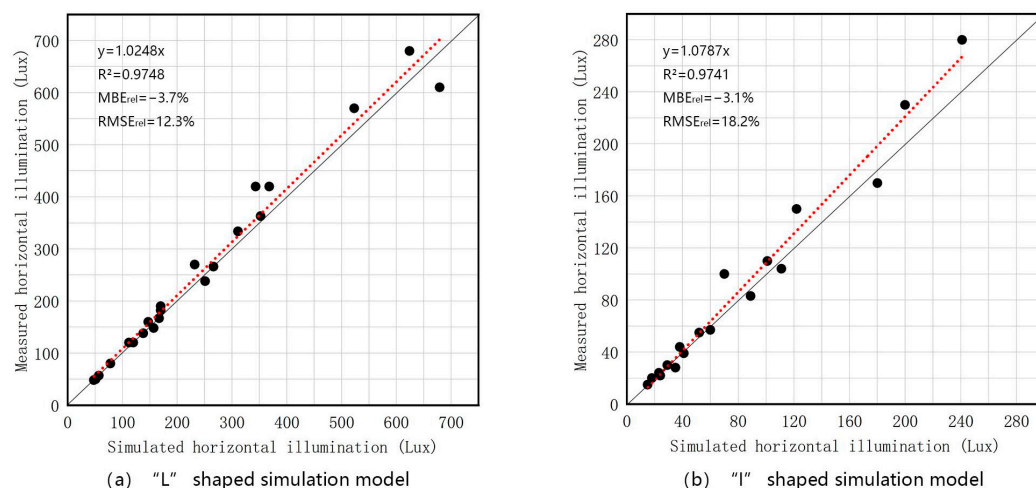 700
600
500
400
300
200
100
0
Measured horizontal illumination (Lux)
y=1.0248x
R²=0.9748
MBErel=−3.7%
RMSErel=12.3%
0 100 200 300 400 500 600 700
Simulated horizontal illumination (Lux)
(a) “L” shaped simulation model
280
240
200
160
120
80
40
0
Measured horizontal illumination (Lux)
y=1.0787x
R²=0.9741
MBErel=−3.1%
RMSErel=18.2%
0 40 80 120 160 200 240 280
Simulated horizontal illumination (Lux)
(b) “I” shaped simulation model